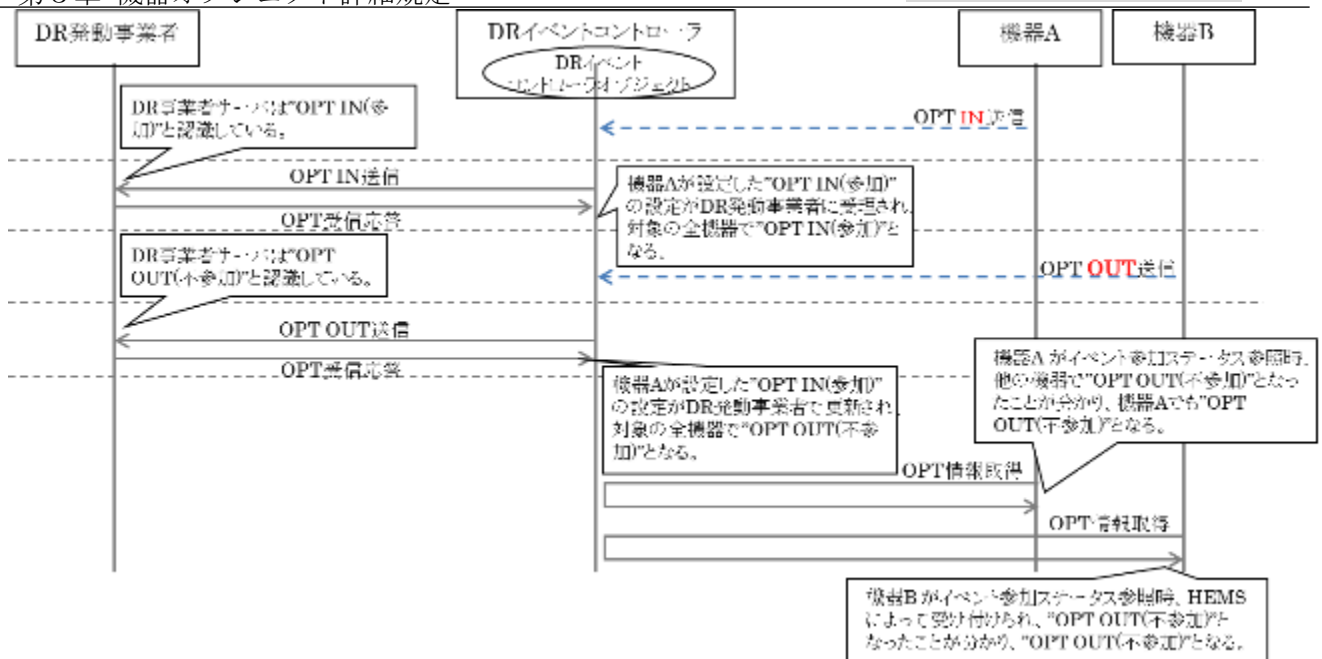 第３章 機器オブジェクト詳細規定
DR発動事業者
DRイベントコントローラ
DRイベント
コントローラオブジェクト
機器A
機器B
DR事業者サーバは"OPT IN(参
加)"と認識している。
OPT IN送信
OPT IN送信
OPT受信応答
機器Aが設定した"OPT IN(参加)"
の設定がDR発動事業者に受理され、
対象の全機器で"OPT IN(参加)"と
なる。
DR事業者サーバは"OPT
OUT(不参加)"と認識している。
OPT OUT送信
OPT OUT送信
OPT受信応答
機器Aが設定した"OPT IN(参加)"
の設定がDR発動事業者で更新され、
対象の全機器で"OPT OUT(不参
加)"となる。
機器A がイベント参加ステータス参照時、
他の機器で"OPT OUT(不参加)"となっ
たことが分かり、機器Aでも"OPT
OUT(不参加)"となる。
OPT情報取得
OPT情報取得
機器B がイベント参加ステータス参照時、HEMS
によって受け付けられ、"OPT OUT(不参加)"と
なったことが分かり、"OPT OUT(不参加)"となる。